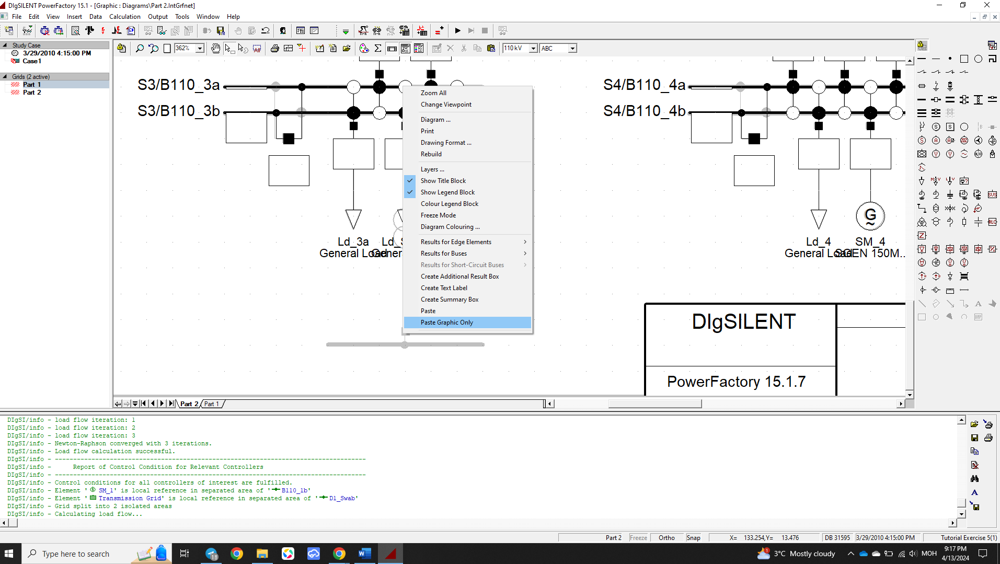 DIgSILENT PowerFactory 15.1 - [Graphic : Diagrams\Part 2.IntGrfnet]
File Edit View Insert Data Calculation Output Tools Window Help
Study Case
3/29/2010 4:15:00 PM
Case1
Grids (2 active)
Part 1
Part 2
362%
110 kV
ABC
S3/B110_3a
S3/B110_3b
S4/B110_4a
S4/B110_4b
Zoom All
Change Viewpoint
Diagram ...
Print
Drawing Format ...
Rebuild
Layers ...
Show Title Block
Show Legend Block
Colour Legend Block
Freeze Mode
Diagram Colouring ...
Results for Edge Elements
Results for Buses
Results for Short-Circuit Buses
Create Additional Result Box
Create Text Label
Create Summary Box
Paste
Paste Graphic Only
Ld_3a
General Load
Ld_4
General Load
G
SM_4
150M...
DIgSILENT
PowerFactory 15.1.7
Part 2 Part 1
DIgSI/info - load flow iteration: 1
DIgSI/info - load flow iteration: 2
DIgSI/info - load flow iteration: 3
DIgSI/info - Newton-Raphson converged with 3 iterations.
DIgSI/info - Load flow calculation successful.
DIgSI/info - ------------------------------------------------------------------------------------
DIgSI/info - Report of Control Condition for Relevant Controllers
DIgSI/info - ------------------------------------------------------------------------------------
DIgSI/info - Control conditions for all controllers of interest are fulfilled.
DIgSI/info - Element ' SM_1' is local reference in separated area of ' B110_1b'
DIgSI/info - Element ' Transmission Grid' is local reference in separated area of ' D1_Swab'
DIgSI/info - Grid split into 2 isolated areas
DIgSI/info - Calculating load flow...
Part 2 Freeze Ortho Snap X= 133.254,Y= 13.476 DB 31595 3/29/2010 4:15:00 PM Tutorial Exercise 5(1)
Type here to search
18
1
3°C Mostly cloudy
MOH
9:17 PM
4/13/2024